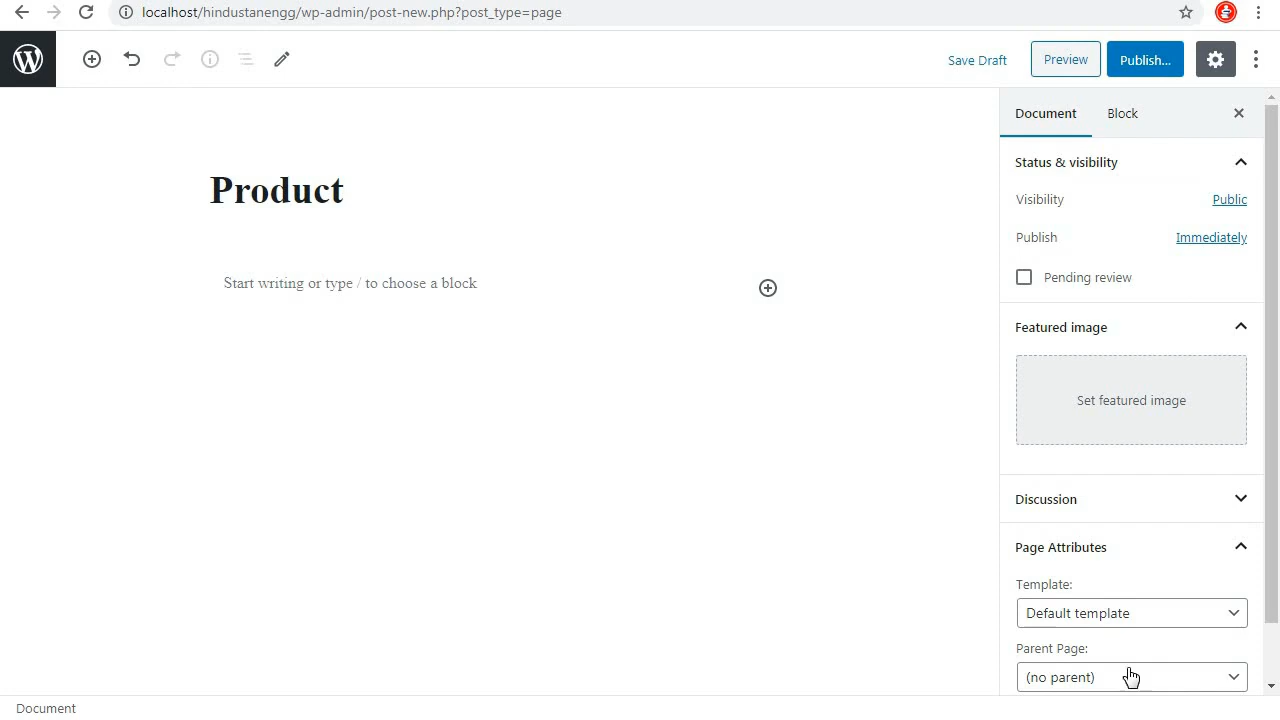 localhost/hindustanengg/wp-admin/post-new.php?post_type=page
Save Draft Preview Publish...
Document Block
Status & visibility
Visibility Public
Publish Immediately
Pending review
Product
Start writing or type / to choose a block
Featured image
Set featured image
Discussion
Page Attributes
Template:
Default template
Parent Page:
(no parent)
Document